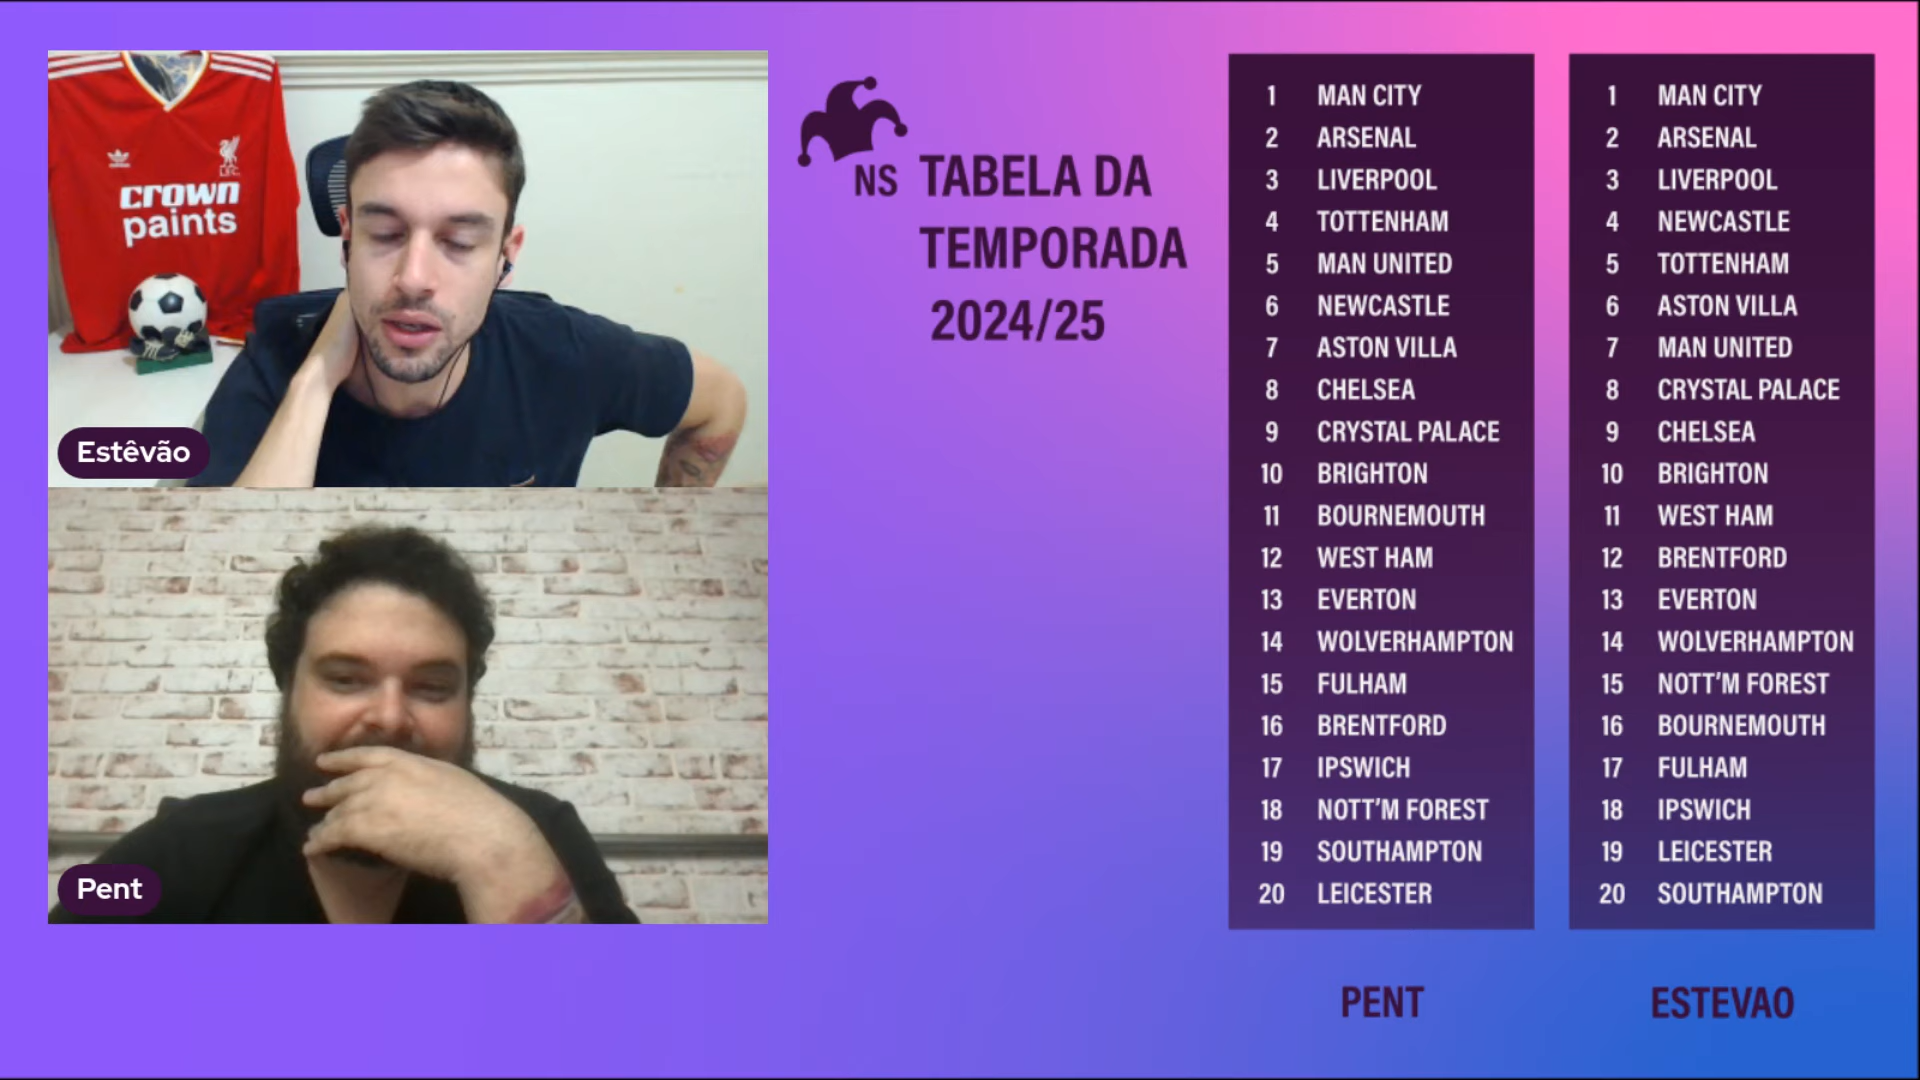 crown
paints
L.F.C.
Estêvão
Pent
NS
TABELA DA
TEMPORADA
2024/25
1 MAN CITY
2 ARSENAL
3 LIVERPOOL
4 TOTTENHAM
5 MAN UNITED
6 NEWCASTLE
7 ASTON VILLA
8 CHELSEA
9 CRYSTAL PALACE
10 BRIGHTON
11 BOURNEMOUTH
12 WEST HAM
13 EVERTON
14 WOLVERHAMPTON
15 FULHAM
16 BRENTFORD
17 IPSWICH
18 NOTT'M FOREST
19 SOUTHAMPTON
20 LEICESTER
PENT
1 MAN CITY
2 ARSENAL
3 LIVERPOOL
4 NEWCASTLE
5 TOTTENHAM
6 ASTON VILLA
7 MAN UNITED
8 CRYSTAL PALACE
9 CHELSEA
10 BRIGHTON
11 WEST HAM
12 BRENTFORD
13 EVERTON
14 WOLVERHAMPTON
15 NOTT'M FOREST
16 BOURNEMOUTH
17 FULHAM
18 IPSWICH
19 LEICESTER
20 SOUTHAMPTON
ESTEVAO